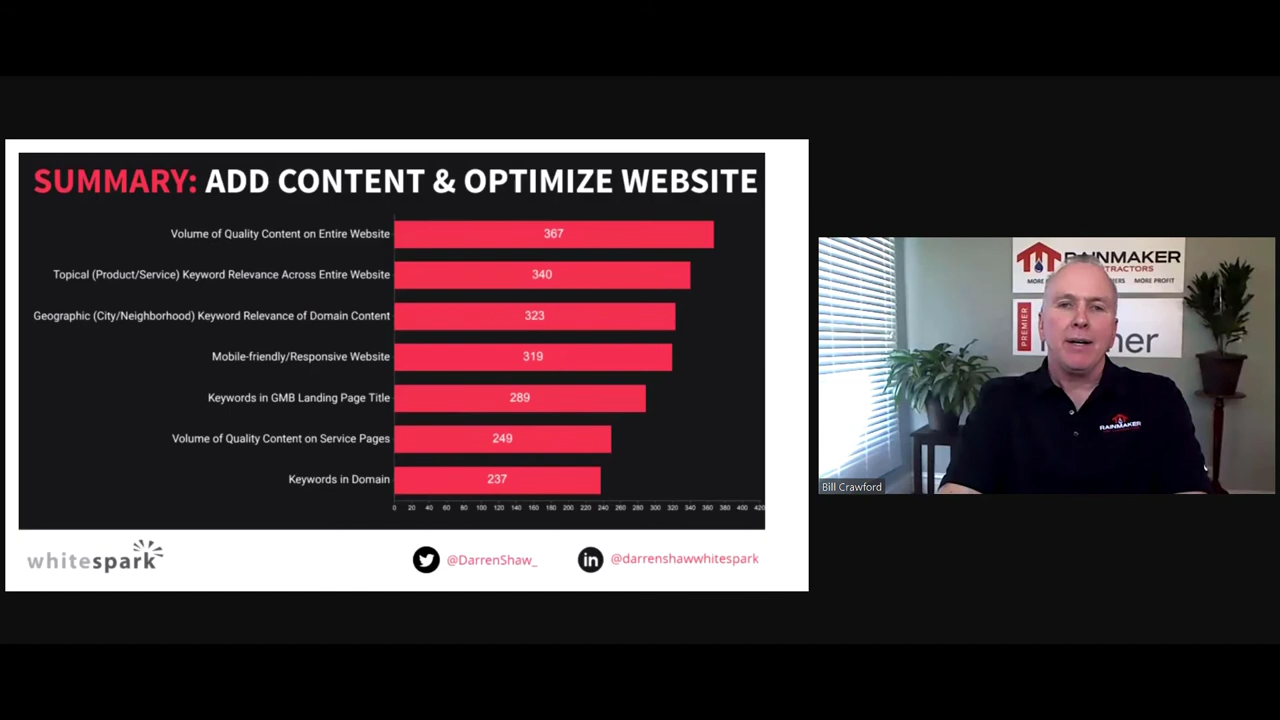 SUMMARY: ADD CONTENT & OPTIMIZE WEBSITE
Volume of Quality Content on Entire Website 367
Topical (Product/Service) Keyword Relevance Across Entire Website 340
Geographic (City/Neighborhood) Keyword Relevance of Domain Content 323
Mobile-friendly/Responsive Website 319
Keywords in GMB Landing Page Title 289
Volume of Quality Content on Service Pages 249
Keywords in Domain 237
0 20 40 60 80 100 120 140 160 180 200 220 240 260 280 300 320 340 360 380 400 420
whitespark
@DarrenShaw_
in @darrenshawwhitespark
RAINMAKER
MORE PROFIT
PREMIER
RAINMAKER
Bill Crawford